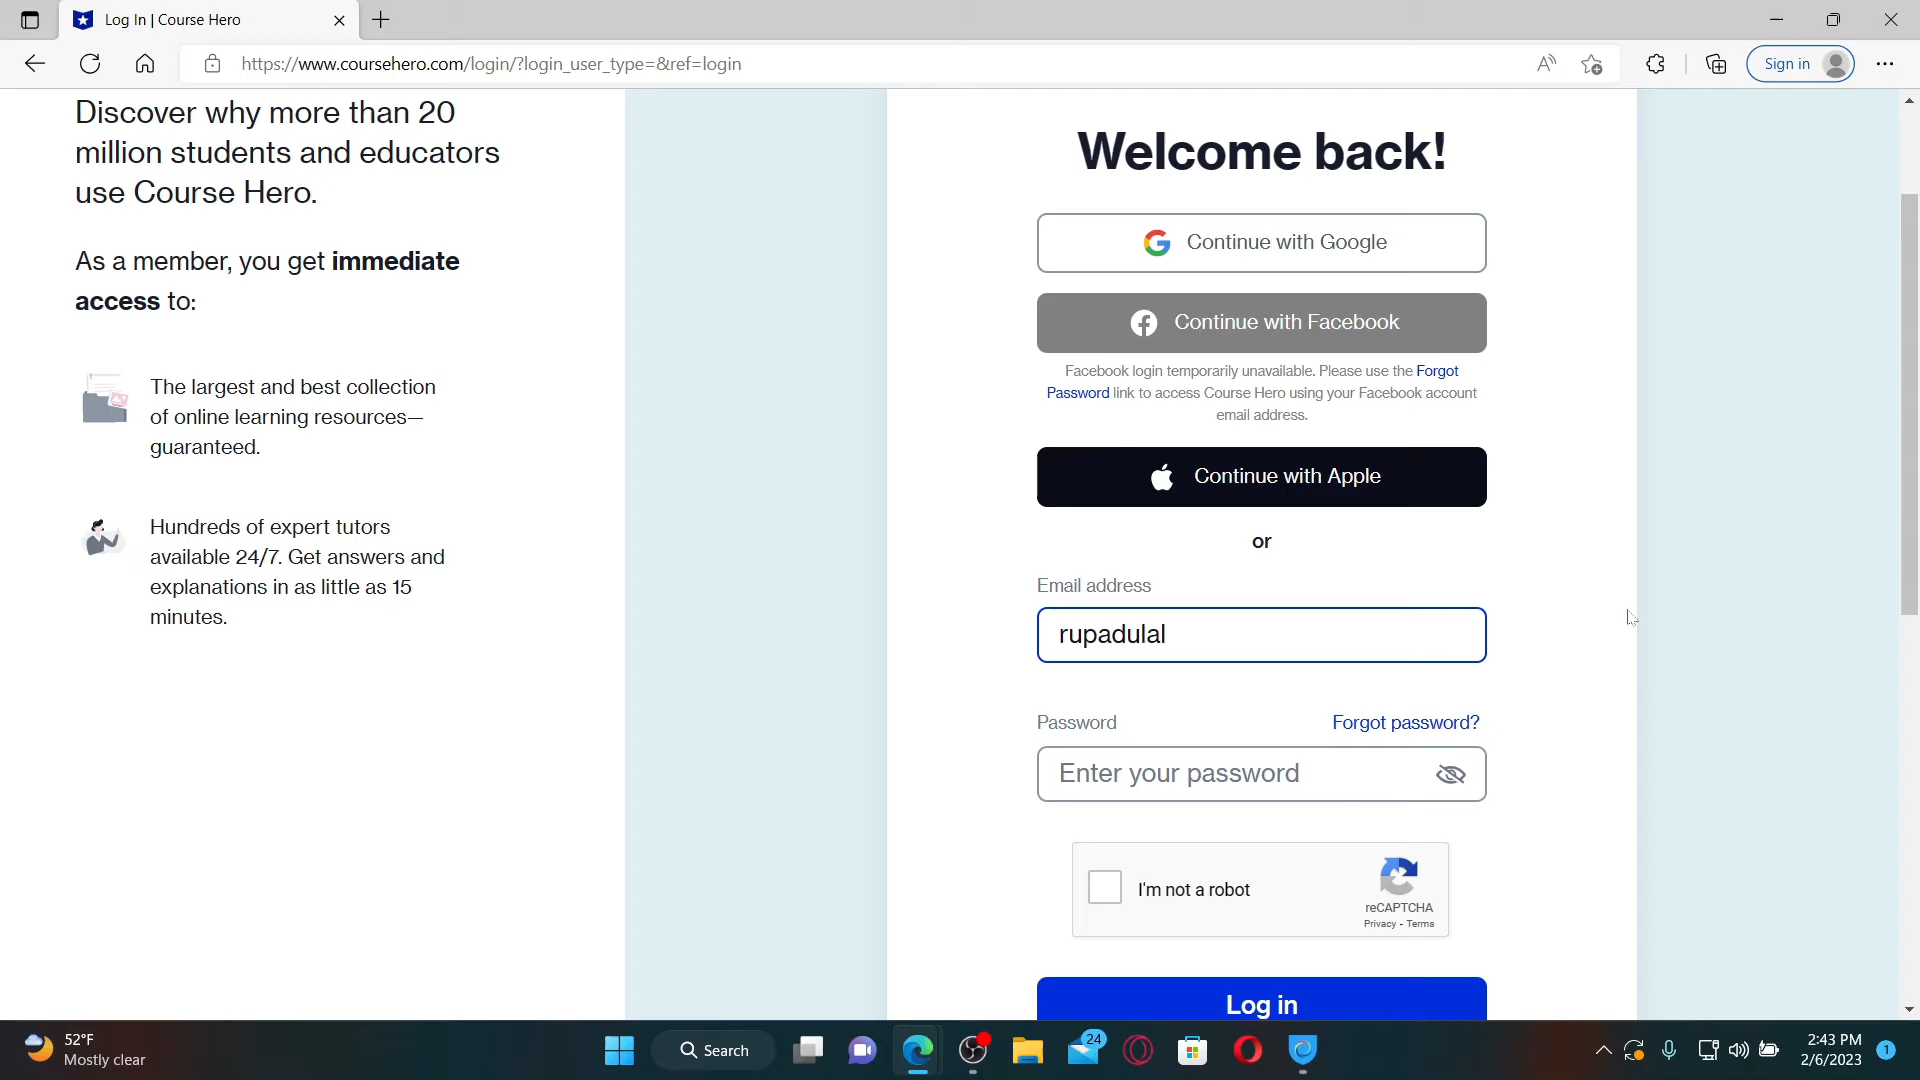 Log In | Course Hero
https://www.coursehero.com/login/?login_user_type=&ref=login
Sign in
Discover why more than 20
million students and educators
use Course Hero.
As a member, you get immediate
access to:
The largest and best collection
of online learning resources—
guaranteed.
Hundreds of expert tutors
available 24/7. Get answers and
explanations in as little as 15
minutes.
Welcome back!
Continue with Google
Continue with Facebook
Facebook login temporarily unavailable. Please use the Forgot
Password link to access Course Hero using your Facebook account
email address.
Continue with Apple
or
Email address
rupadulal
Password Forgot password?
Enter your password
I'm not a robot
reCAPTCHA
Privacy - Terms
Log in
52°F
Mostly clear
Search
24
2:43 PM
2/6/2023
1